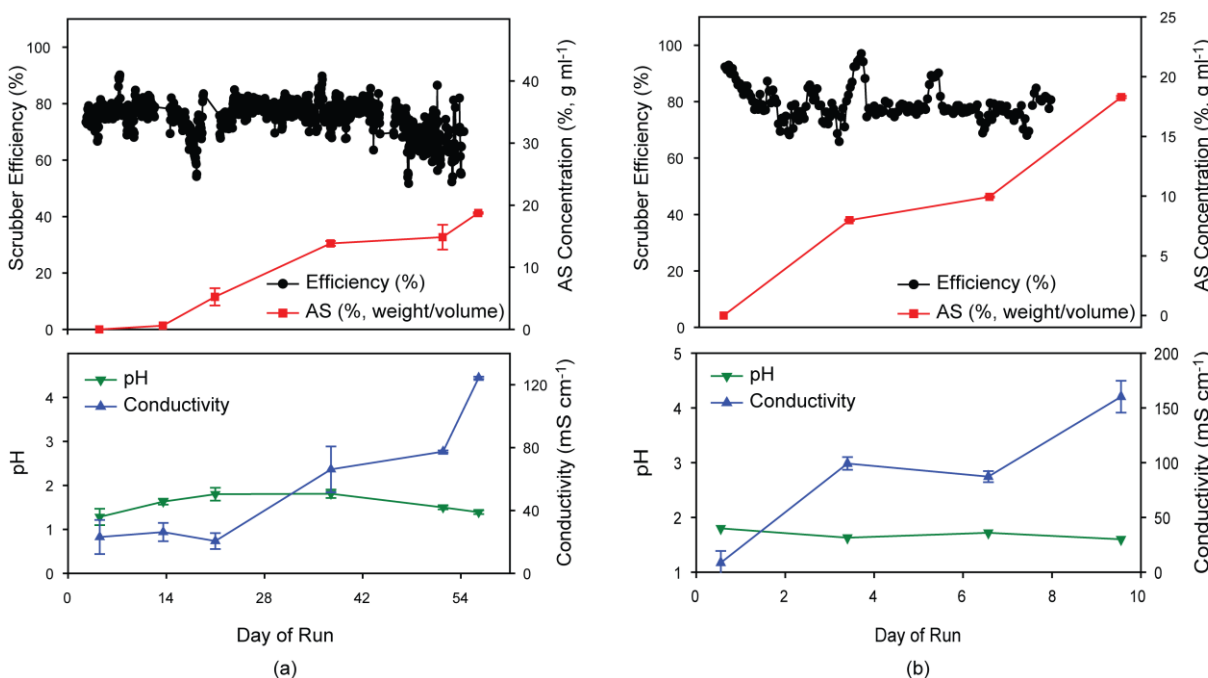 100
80
60
40
20
0
Scrubber Efficiency (%)
40
30
20
10
0
AS Concentration (%, g ml-1)
Efficiency (%)
AS (%, weight/volume)
4
3
2
1
0
pH
120
80
40
0
Conductivity (mS cm-1)
pH
Conductivity
0 14 28 42 54
Day of Run
(a)
100
80
60
40
20
0
Scrubber Efficiency (%)
25
20
15
10
5
0
AS Concentration (%, g ml-1)
Efficiency (%)
AS (%, weight/volume)
5
4
3
2
1
pH
200
150
100
50
0
Conductivity (mS cm-1)
pH
Conductivity
0 2 4 6 8 10
Day of Run
(b)